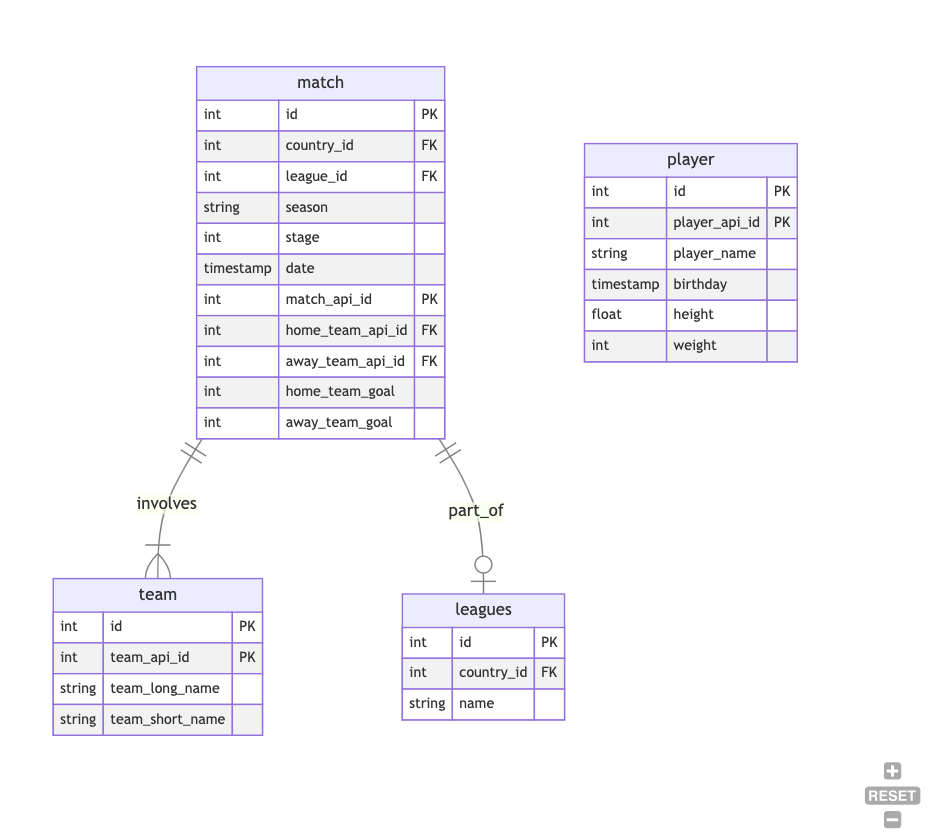 match
int id PK
int country_id FK
int league_id FK
string season
int stage
timestamp date
int match_api_id PK
int home_team_api_id FK
int away_team_api_id FK
int home_team_goal
int away_team_goal
player
int id PK
int player_api_id PK
string player_name
timestamp birthday
float height
int weight
involves
part_of
team
int id PK
int team_api_id PK
string team_long_name
string team_short_name
leagues
int id PK
int country_id FK
string name
+
RESET
−